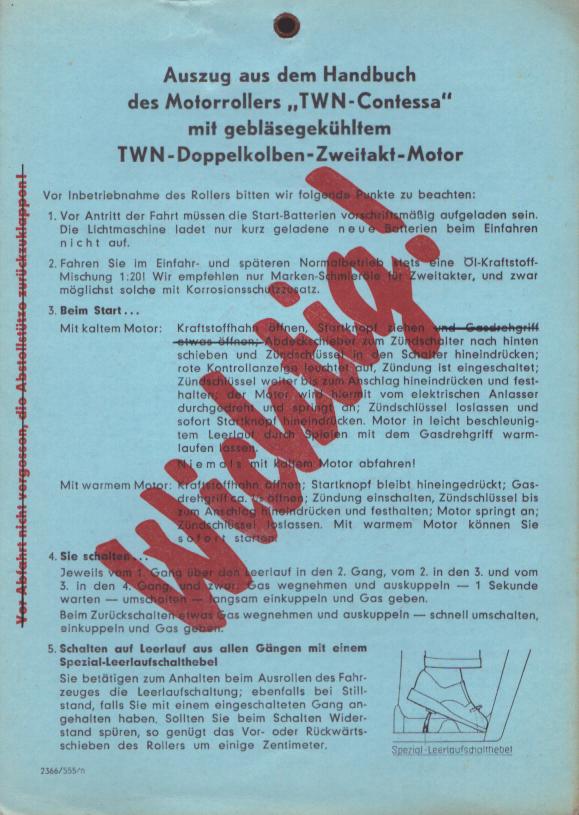 Auszug aus dem Handbuch
des Motorrollers „TWN-Contessa"
mit gebläsegekühltem
TWN-Doppelkolben-Zweitakt-Motor
Vor Inbetriebnahme des Rollers bitten wir folgende Punkte zu beachten:
1. Vor Antritt der Fahrt müssen die Start-Batterien vorschriftsmäßig aufgeladen sein.
Die Lichtmaschine ladet nur kurz geladene neue Batterien beim Einfahren
nicht auf.
2. Fahren Sie im Einfahr- und späteren Normalbetrieb stets eine Öl-Kraftstoff-
Mischung 1:20! Wir empfehlen nur Marken-Schmieröle für Zweitakter, und zwar
möglichst solche mit Korrosionsschutzzusatz.
3. Beim Start...
Mit kaltem Motor: Kraftstoffhahn öffnen, Startknopf ziehen und Gasdrehgriff
etwas öffnen; Abdeckschieber zum Zündschalter nach hinten
schieben und Zündschlüssel in den Schalter hineindrücken;
rote Kontrollanzeige leuchtet auf, Zündung ist eingeschaltet;
Zündschlüssel weiter bis zum Anschlag hineindrücken und fest-
halten, der Motor wird hiermit vom elektrischen Anlasser
durchgedreht und springt an; Zündschlüssel loslassen und
sofort Startknopf hineindrücken. Motor in leicht beschleunig-
tem Leerlauf durch Spielen mit dem Gasdrehgriff warm-
laufen lassen.
Niemals mit kaltem Motor abfahren!
Mit warmem Motor: Kraftstoffhahn öffnen; Startknopf bleibt hineingedrückt; Gas-
drehgriff ca. öffnen; Zündung einschalten, Zündschlüssel bis
zum Anschlag hineindrücken und festhalten; Motor springt an;
Zündschlüssel loslassen. Mit warmem Motor können Sie
sofort starten.
4. Sie schalten...
Jeweils vom 1. Gang über den Leerlauf in den 2. Gang, vom 2. in den 3. und vom
3. in den 4. Gang, und zwar: Gas wegnehmen und auskuppeln — 1 Sekunde
warten — umschalten — langsam einkuppeln und Gas geben.
Beim Zurückschalten etwas Gas wegnehmen und auskuppeln — schnell umschalten,
einkuppeln und Gas geben.
5. Schalten auf Leerlauf aus allen Gängen mit einem
Spezial-Leerlaufschalthebel
Sie betätigen zum Anhalten beim Ausrollen des Fahr-
zeuges die Leerlaufschaltung; ebenfalls bei Still-
stand, falls Sie mit einem eingeschalteten Gang an-
gehalten haben. Sollten Sie beim Schalten Wider-
stand spüren, so genügt das Vor- oder Rückwärts-
schieben des Rollers um einige Zentimeter.
Spezial-Leerlaufschalthebel
2366/555/n
Vor Abfahrt nicht vergessen, die Abstellstütze zurückzuklappen!
Wichtig!